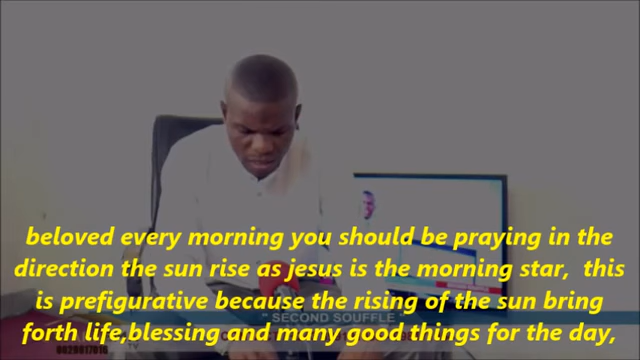 beloved every morning you should be praying in the
direction the sun rise as jesus is the morning star, this
is prefigurative because the rising of the sun bring
" SECOND SOUFFLE "
forth life,blessing and many good things for the day,